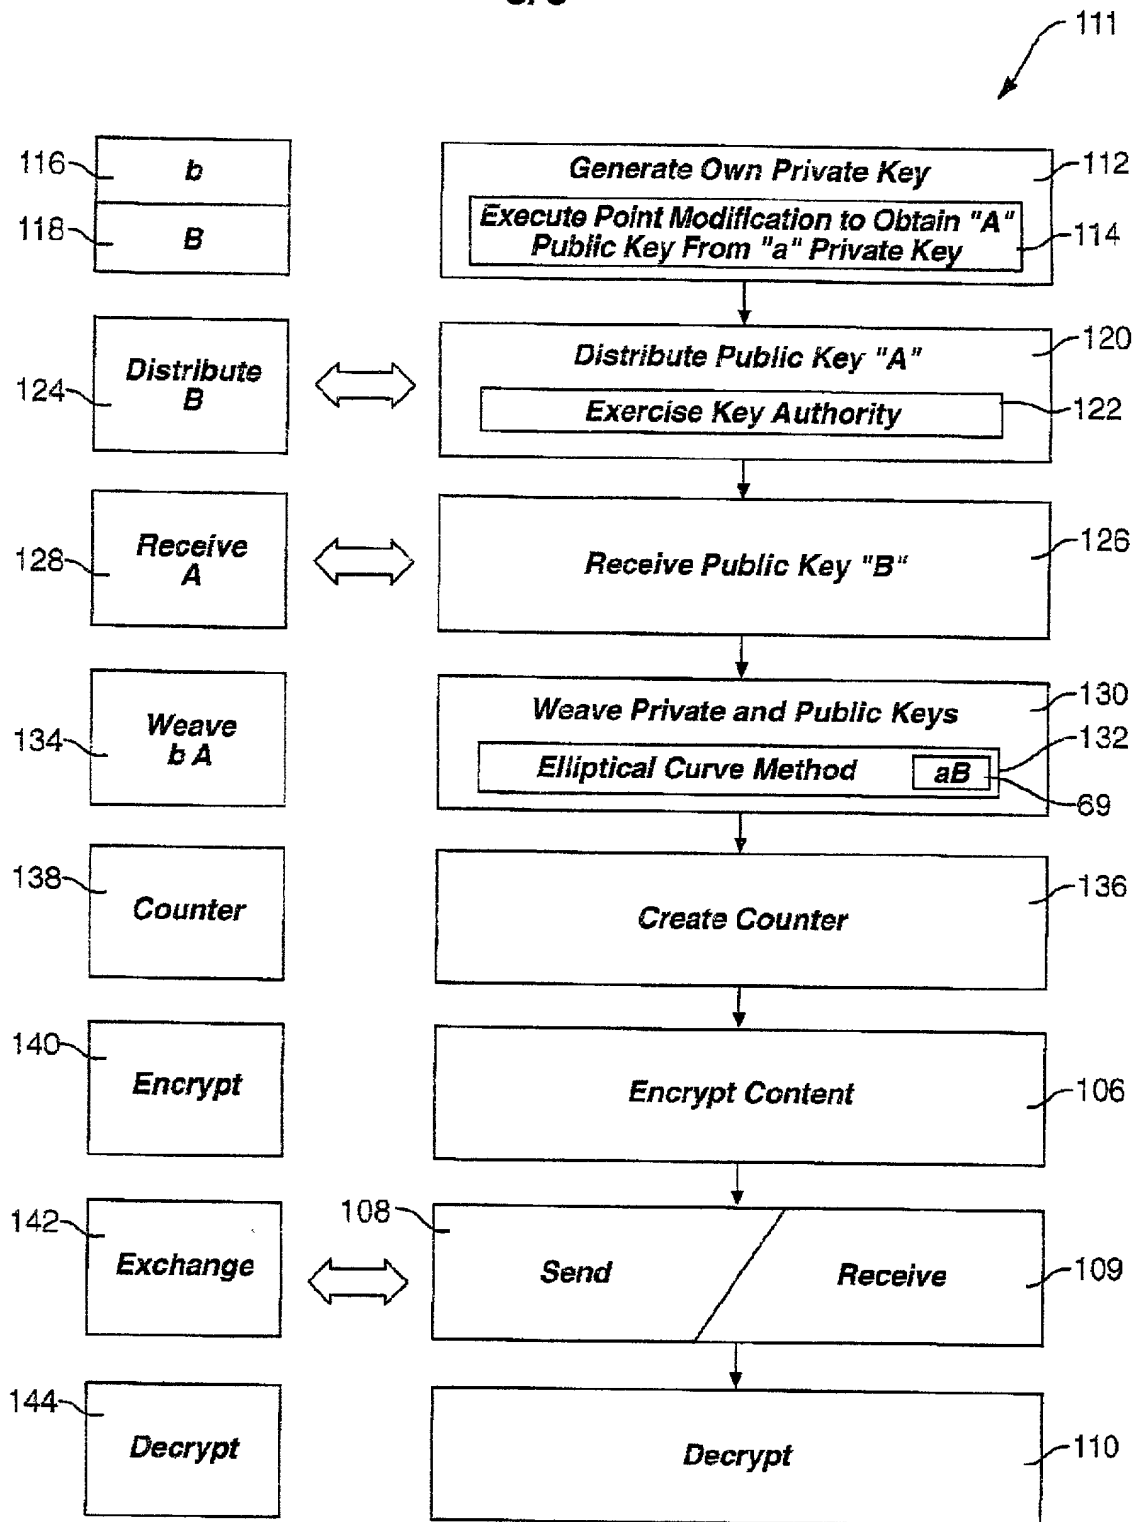 111
116
b
Generate Own Private Key
112
118
B
Execute Point Modification to Obtain "A"
Public Key From "a" Private Key
114
124
Distribute
B
Distribute Public Key "A"
120
Exercise Key Authority
122
128
Receive
A
Receive Public Key "B"
126
134
Weave
b A
Weave Private and Public Keys
130
Elliptical Curve Method
aB
132
69
138
Counter
Create Counter
136
140
Encrypt
Encrypt Content
106
142
Exchange
108
Send
Receive
109
144
Decrypt
Decrypt
110